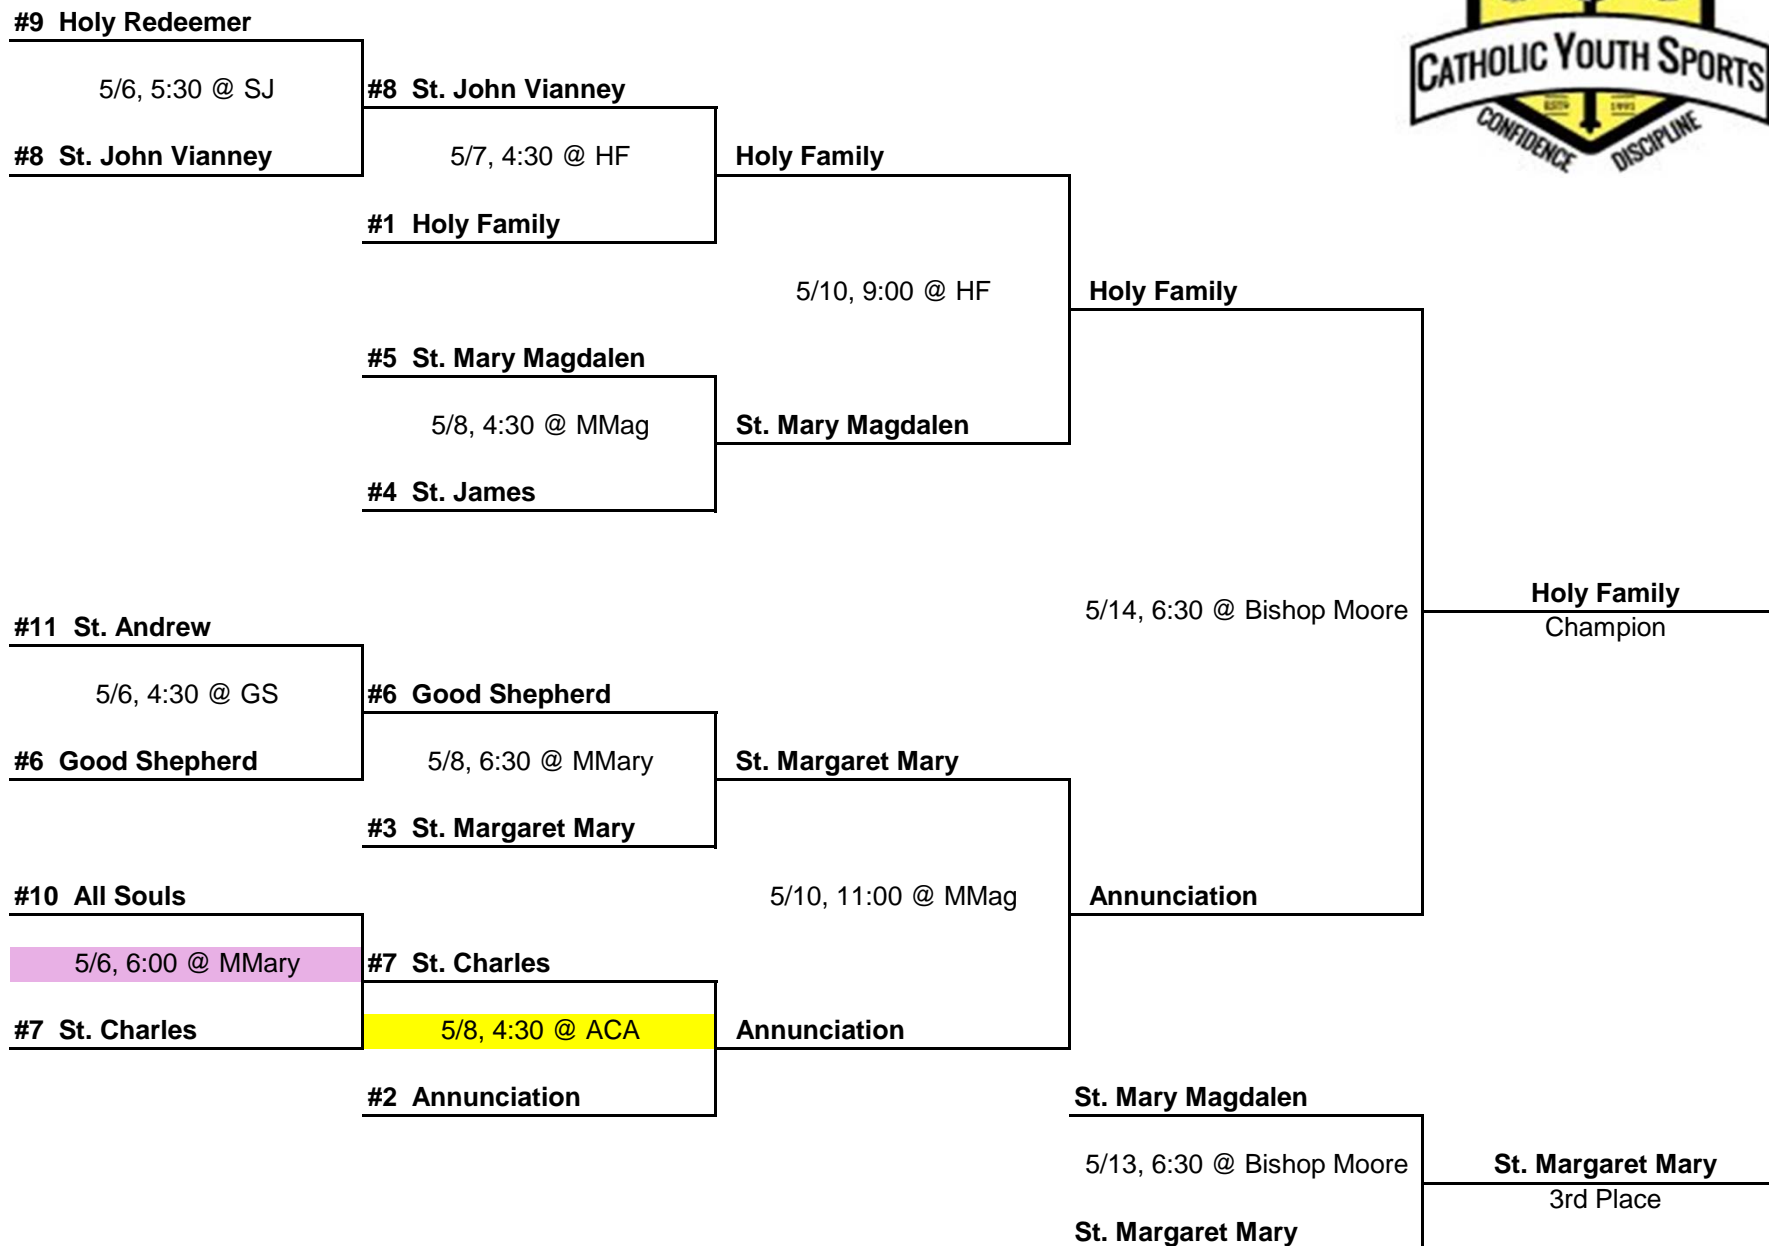 #9 Holy Redeemer
5/6, 5:30 @ SJ
#8 St. John Vianney
#8 St. John Vianney
5/7, 4:30 @ HF
#1 Holy Family
Holy Family
5/10, 9:00 @ HF
#5 St. Mary Magdalen
5/8, 4:30 @ MMag
#4 St. James
St. Mary Magdalen
Holy Family
#11 St. Andrew
5/6, 4:30 @ GS
#6 Good Shepherd
#6 Good Shepherd
5/8, 6:30 @ MMary
#3 St. Margaret Mary
St. Margaret Mary
#10 All Souls
5/6, 6:00 @ MMary
#7 St. Charles
#7 St. Charles
5/8, 4:30 @ ACA
#2 Annunciation
Annunciation
5/10, 11:00 @ MMag
Annunciation
5/14, 6:30 @ Bishop Moore
Holy Family
Champion
St. Mary Magdalen
5/13, 6:30 @ Bishop Moore
St. Margaret Mary
St. Margaret Mary
3rd Place
CATHOLIC YOUTH SPORTS
CONFIDENCE
DISCIPLINE